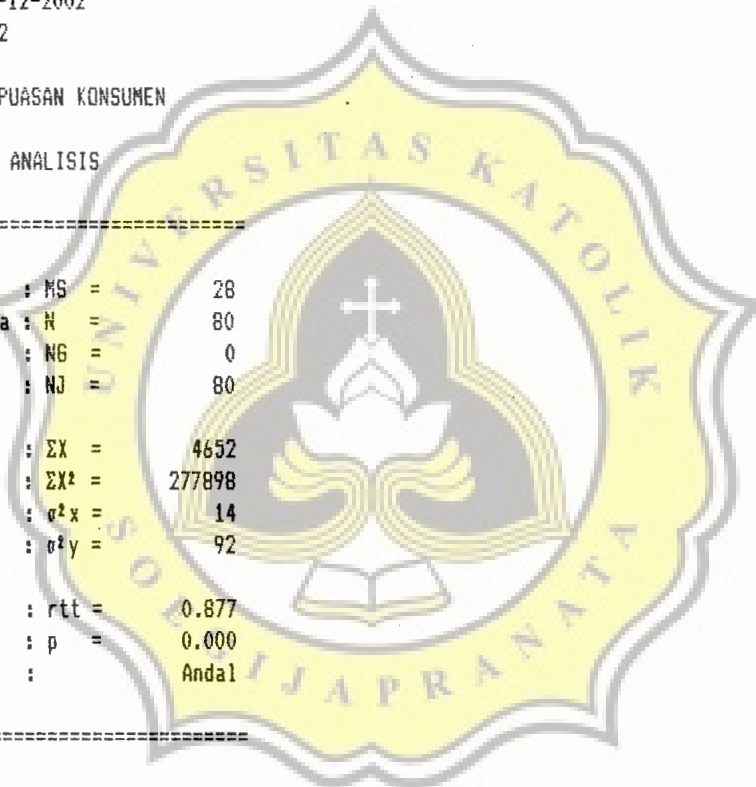 -12-2002
2
PUASAN KONSUMEN
ANALISIS
==========================
: MS = 28
a : N = 80
: NG = 0
: NJ = 80
: ΣX = 4652
: ΣX² = 277898
: σ²x = 14
: σ²y = 92
: rtt = 0.877
: p = 0.000
: Andal
==========================
UNIVERSITAS KATOLIK
SOEGIJAPRANATA